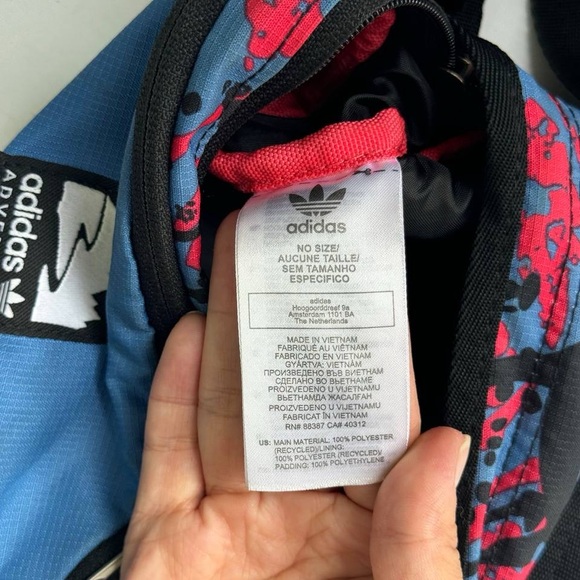 adidas
NO SIZE/
AUCUNE TAILLE/
SEM TAMANHO
ESPECIFICO
adidas
Hoogoorddreef 9a
Amsterdam 1101 BA
The Netherlands
MADE IN VIETNAM
FABRIQUÉ AU VIETNAM
FABRICADO EN VIETNAM
GYÁRTVA: VIETNÁM
ПРОИЗВЕДЕНО ВЪВ ВИЕТНАМ
СДЕЛАНО ВО ВЬЕТНАМЕ
PROIZVEDENO U VIJETNAMU
ВЬЕТНАМДА ЖАСАЛҒАН
PROIZVEDENO U VIJETNAMU
FABRICAT ÎN VIETNAM
RN# 88387 CA# 40312
US: MAIN MATERIAL: 100% POLYESTER
(RECYCLED)/LINING:
100% POLYESTER (RECYCLED)/
PADDING: 100% POLYETHYLENE
adidas